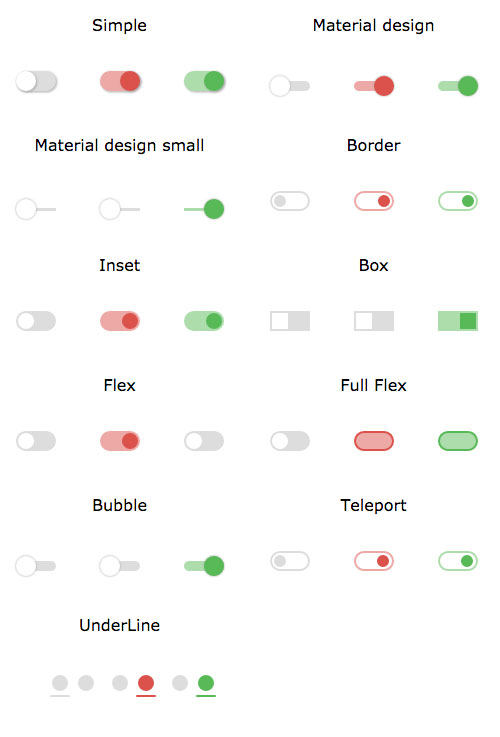 Simple
Material design
Material design small
Border
Inset
Box
Flex
Full Flex
Bubble
Teleport
UnderLine